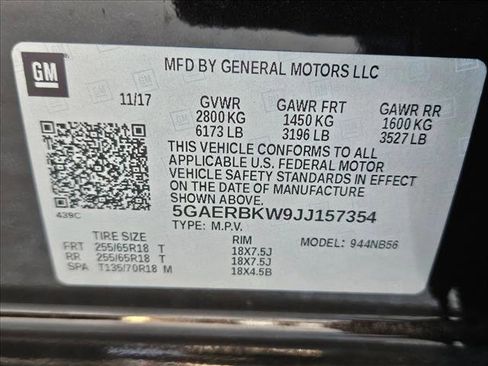 GM
MFD BY GENERAL MOTORS LLC
11/17 GVWR GAWR FRT GAWR RR
2800 KG 1450 KG 1600 KG
6173 LB 3196 LB 3527 LB
THIS VEHICLE CONFORMS TO ALL
APPLICABLE U.S. FEDERAL MOTOR
VEHICLE SAFETY STANDARDS IN EFFECT
ON THE DATE OF MANUFACTURE SHOWN ABOVE.
439C
5GAERBKW9JJ157354
TYPE: M.P.V.
TIRE SIZE RIM MODEL: 944NB56
FRT 255/65R18 T 18X7.5J
RR 255/65R18 T 18X7.5J
SPA T135/70R18 M 18X4.5B